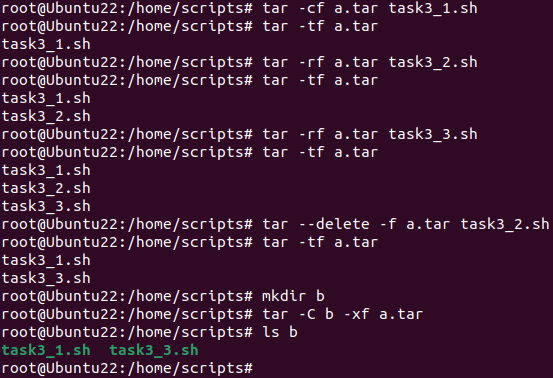 root@Ubuntu22:/home/scripts# tar -cf a.tar task3_1.sh
root@Ubuntu22:/home/scripts# tar -tf a.tar
task3_1.sh
root@Ubuntu22:/home/scripts# tar -rf a.tar task3_2.sh
root@Ubuntu22:/home/scripts# tar -tf a.tar
task3_1.sh
task3_2.sh
root@Ubuntu22:/home/scripts# tar -rf a.tar task3_3.sh
root@Ubuntu22:/home/scripts# tar -tf a.tar
task3_1.sh
task3_2.sh
task3_3.sh
root@Ubuntu22:/home/scripts# tar --delete -f a.tar task3_2.sh
root@Ubuntu22:/home/scripts# tar -tf a.tar
task3_1.sh
task3_3.sh
root@Ubuntu22:/home/scripts# mkdir b
root@Ubuntu22:/home/scripts# tar -C b -xf a.tar
root@Ubuntu22:/home/scripts# ls b
task3_1.sh  task3_3.sh
root@Ubuntu22:/home/scripts#